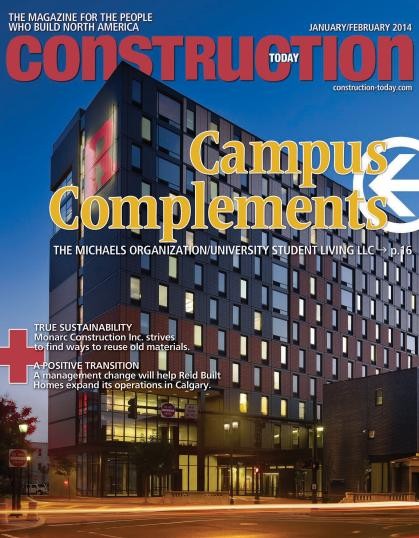 THE MAGAZINE FOR THE PEOPLE
WHO BUILD NORTH AMERICA
JANUARY/FEBRUARY 2014
CONSTRUCTION
TODAY
construction-today.com
Campus
Complements
THE MICHAELS ORGANIZATION/UNIVERSITY STUDENT LIVING LLC → p.16
TRUE SUSTAINABILITY
Monarc Construction Inc. strives
to find ways to reuse old materials.
A POSITIVE TRANSITION
A management change will help Reid Built
Homes expand its operations in Calgary.